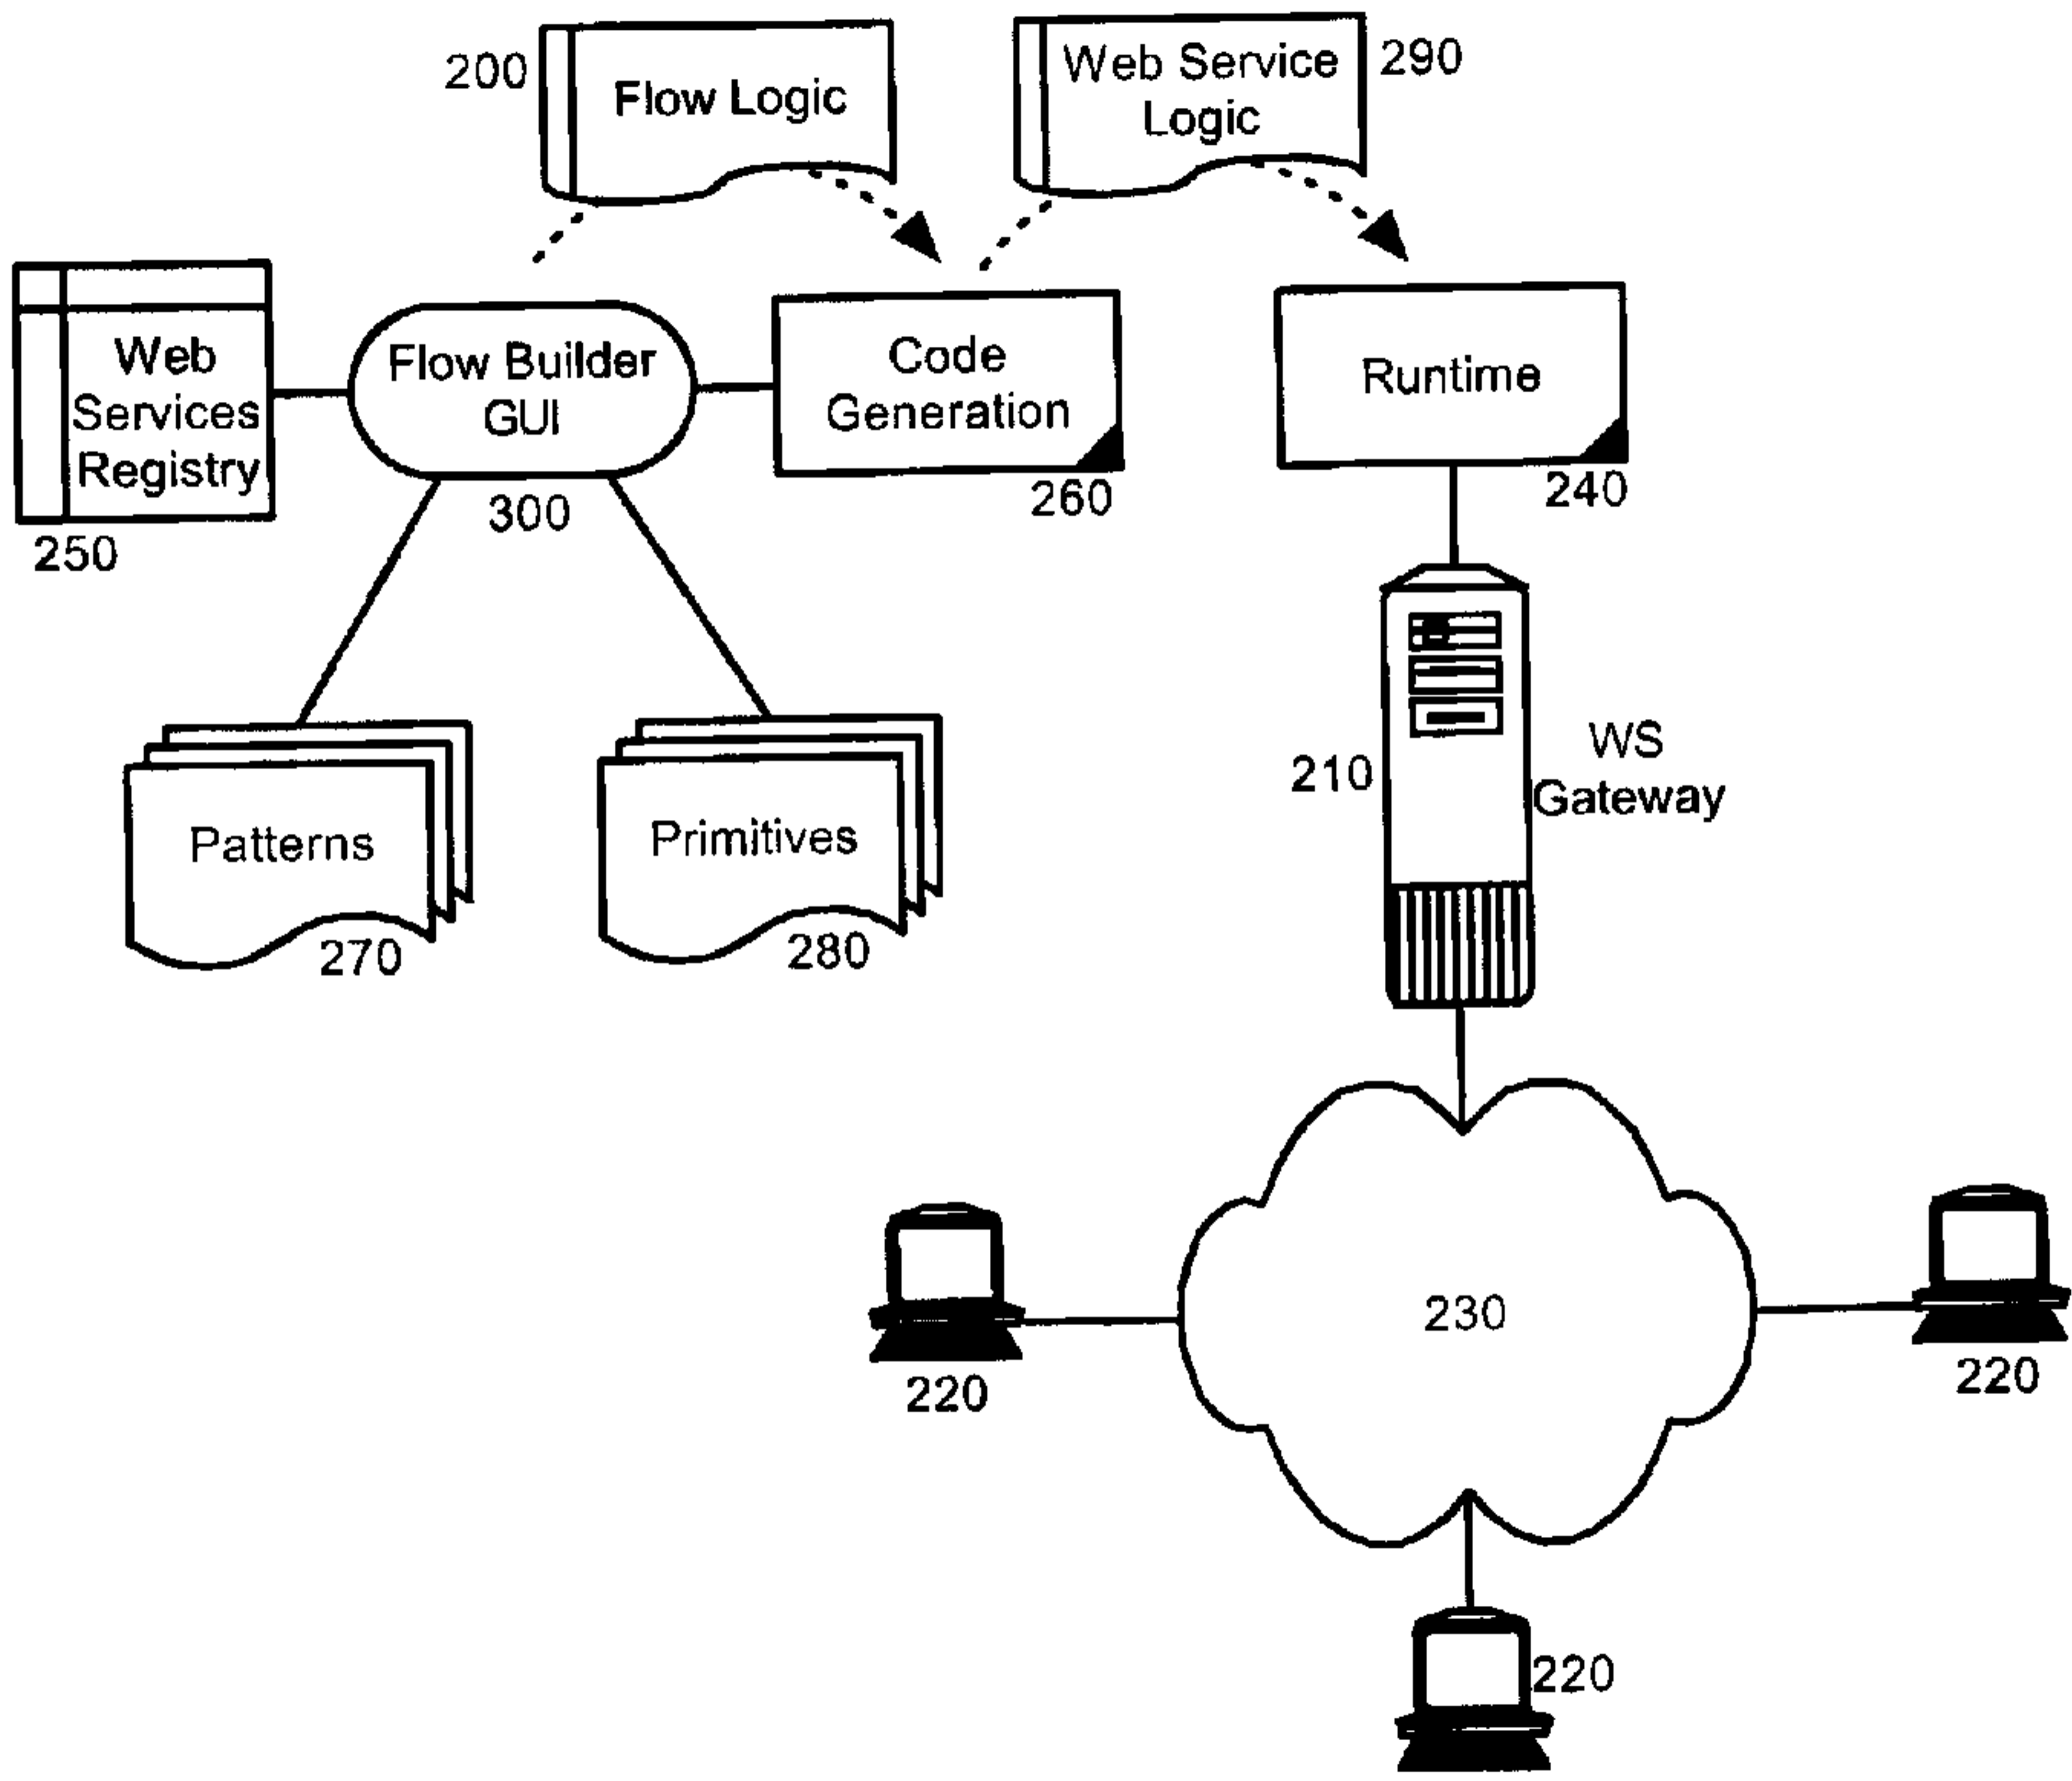 200
Flow Logic
Web Service
Logic
290
Web
Services
Registry
250
Flow Builder
GUI
300
Code
Generation
260
Runtime
240
Patterns
270
Primitives
280
210
WS
Gateway
230
220
220
220